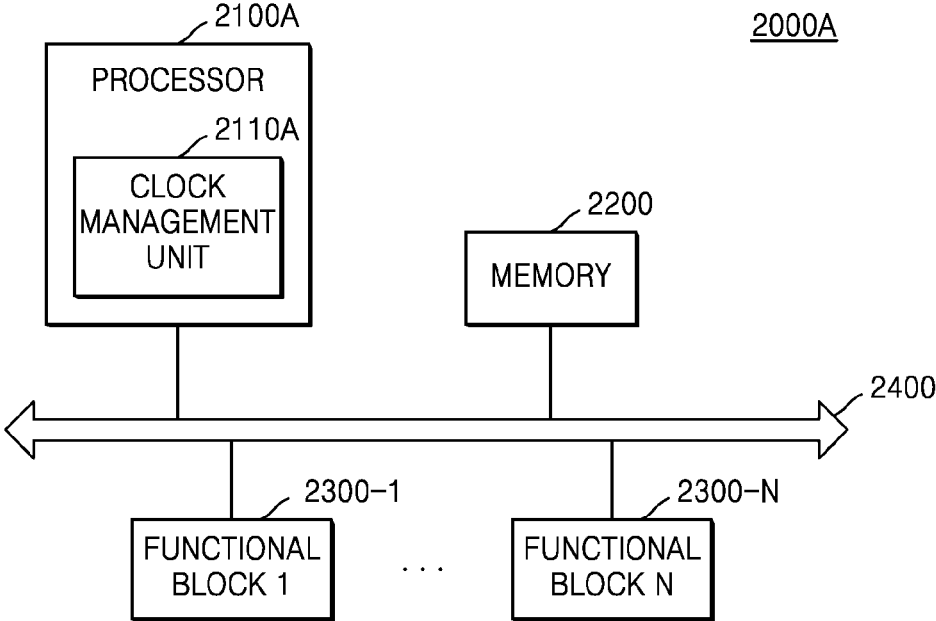 2100A
2000A
PROCESSOR
2110A
CLOCK
MANAGEMENT
UNIT
2200
MEMORY
2400
2300-1
2300-N
FUNCTIONAL
BLOCK 1
. . .
FUNCTIONAL
BLOCK N